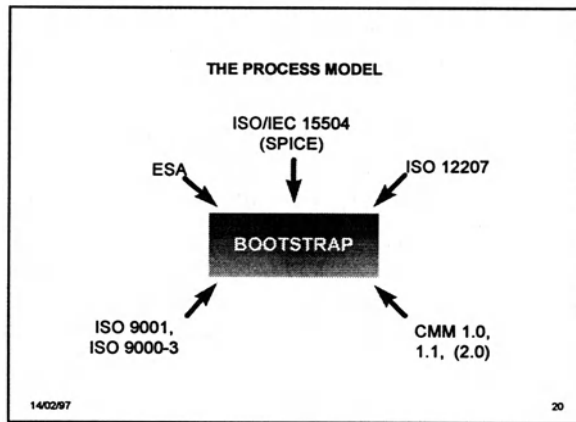 THE PROCESS MODEL
ISO/IEC 15504
(SPICE)
ESA
ISO 12207
BOOTSTRAP
ISO 9001,
ISO 9000-3
CMM 1.0,
1.1, (2.0)
14/02/97
20